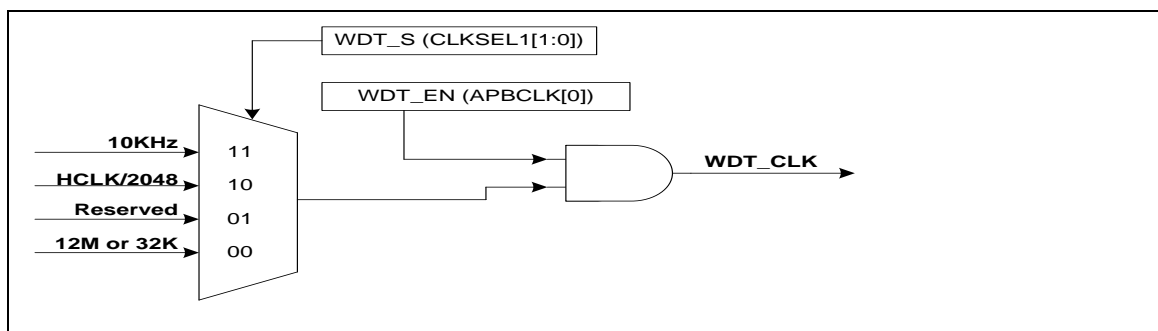 WDT_S (CLKSEL1[1:0])
WDT_EN (APBCLK[0])
10KHz
11
HCLK/2048
10
Reserved
01
12M or 32K
00
WDT_CLK